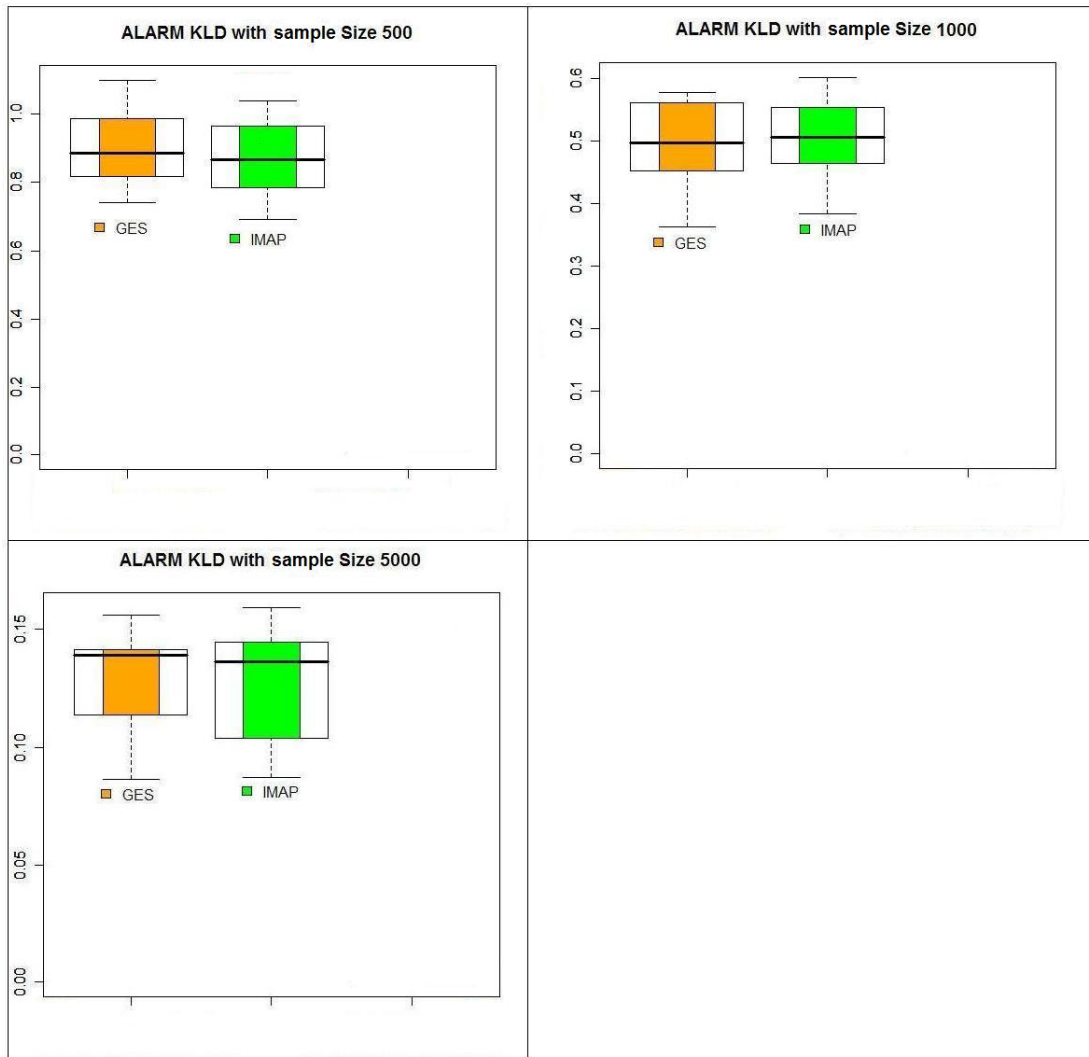 ALARM KLD with sample Size 500
1.0
0.8
0.6
0.4
0.2
0.0
GES
IMAP
ALARM KLD with sample Size 1000
0.6
0.5
0.4
0.3
0.2
0.1
0.0
GES
IMAP
ALARM KLD with sample Size 5000
0.15
0.10
0.05
0.00
GES
IMAP